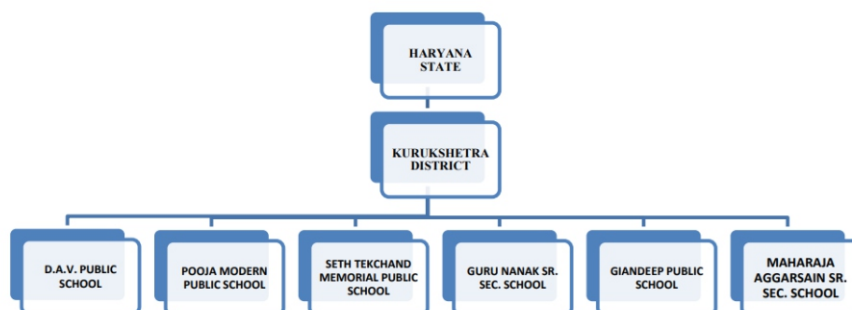 HARYANA
STATE
KURUKSHETRA
DISTRICT
D.A.V. PUBLIC
SCHOOL
POOJA MODERN
PUBLIC SCHOOL
SETH TEKCHAND
MEMORIAL PUBLIC
SCHOOL
GURU NANAK SR.
SEC. SCHOOL
GIANDEEP PUBLIC
SCHOOL
MAHARAJA
AGGARSAIN SR.
SEC. SCHOOL